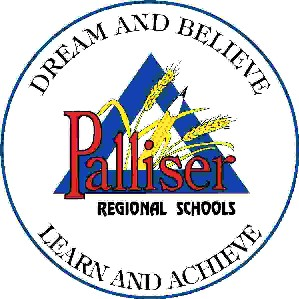 DREAM AND BELIEVE
Palliser
REGIONAL SCHOOLS
LEARN AND ACHIEVE